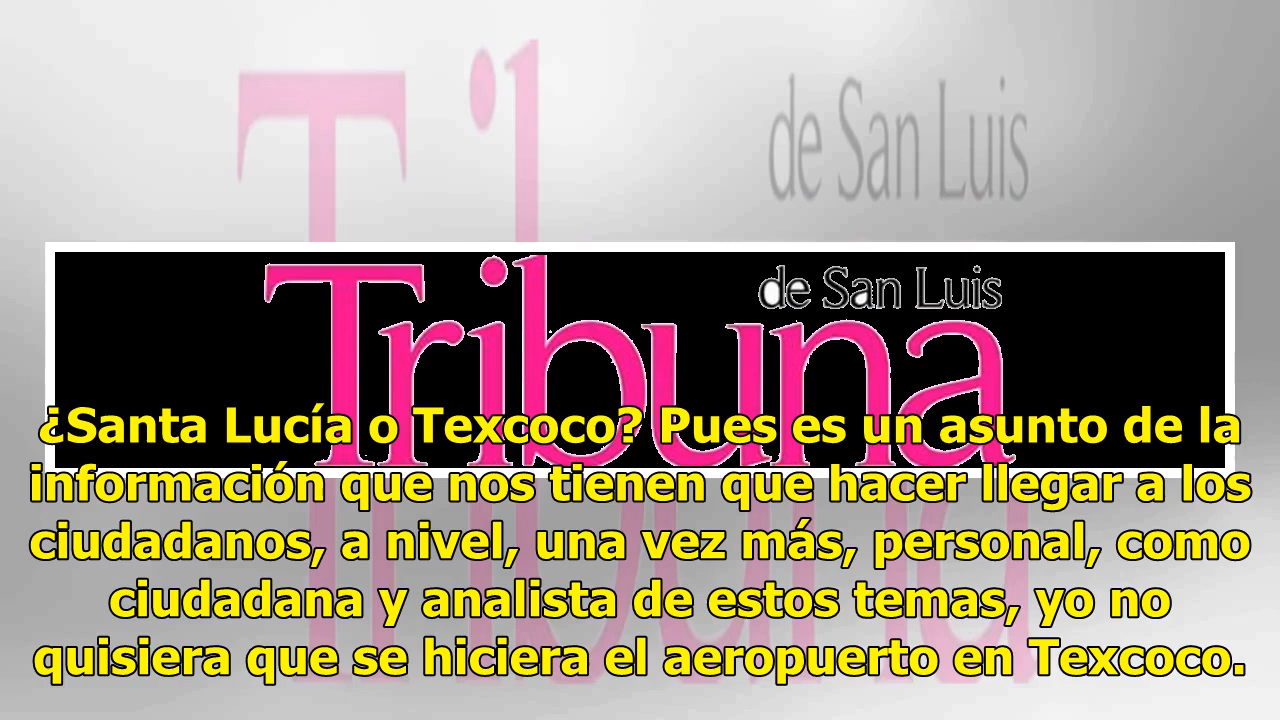 de San Luis
de San Luis
Tribuna
¿Santa Lucía o Texcoco? Pues es un asunto de la
información que nos tienen que hacer llegar a los
ciudadanos, a nivel, una vez más, personal, como
ciudadana y analista de estos temas, yo no
quisiera que se hiciera el aeropuerto en Texcoco.